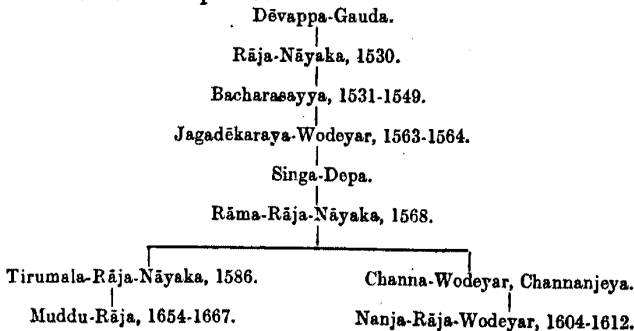 Dēvappa-Gauda.
Rāja-Nāyaka, 1530.
Bacharasayya, 1531-1549.
Jagadēkaraya-Wodeyar, 1563-1564.
Singa-Depa.
Rāma-Rāja-Nāyaka, 1568.
Tirumala-Rāja-Nāyaka, 1586. Channa-Wodeyar, Channanjeya.
Muddu-Rāja, 1654-1667. Nanja-Rāja-Wodeyar, 1604-1612.